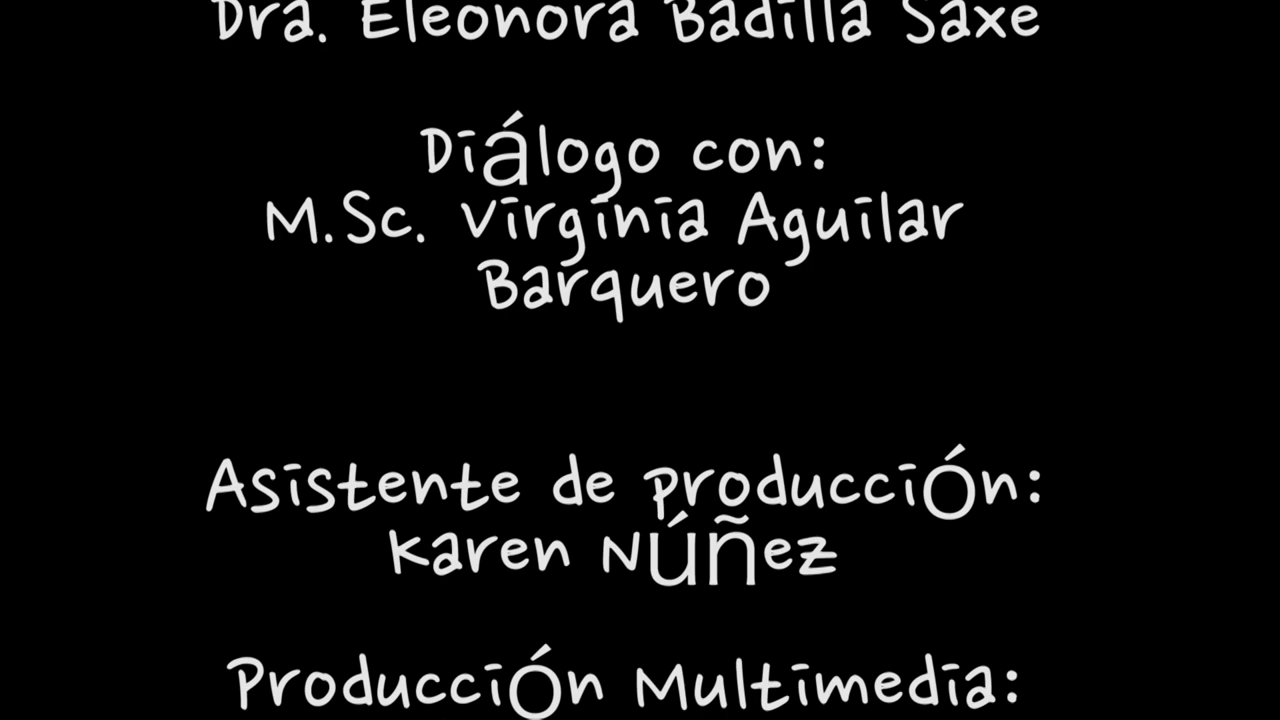 Dra. Eleonora Badilla Saxe
Diálogo con:
M.Sc. Virginia Aguilar
Barquero
Asistente de producción:
Karen Núñez
Producción Multimedia: